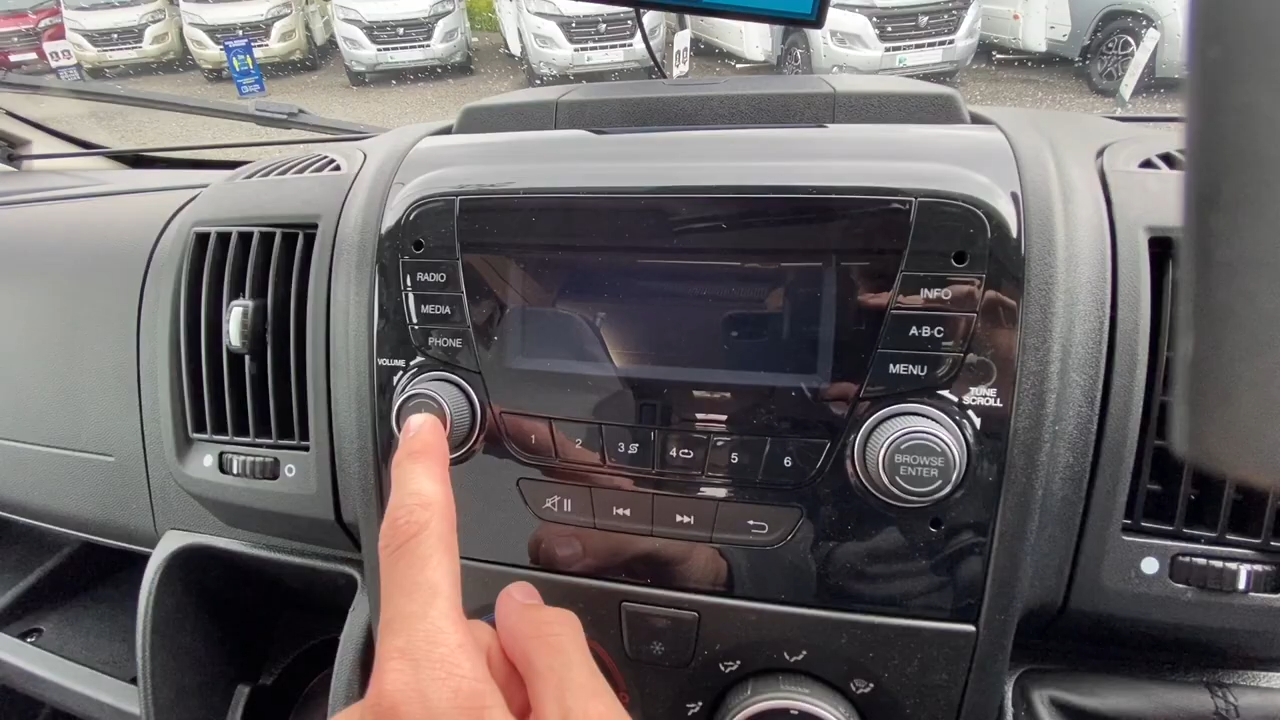 RADIO
MEDIA
PHONE
VOLUME
INFO
A·B·C
MENU
TUNE
SCROLL
BROWSE
ENTER
1
2
3
4
5
6